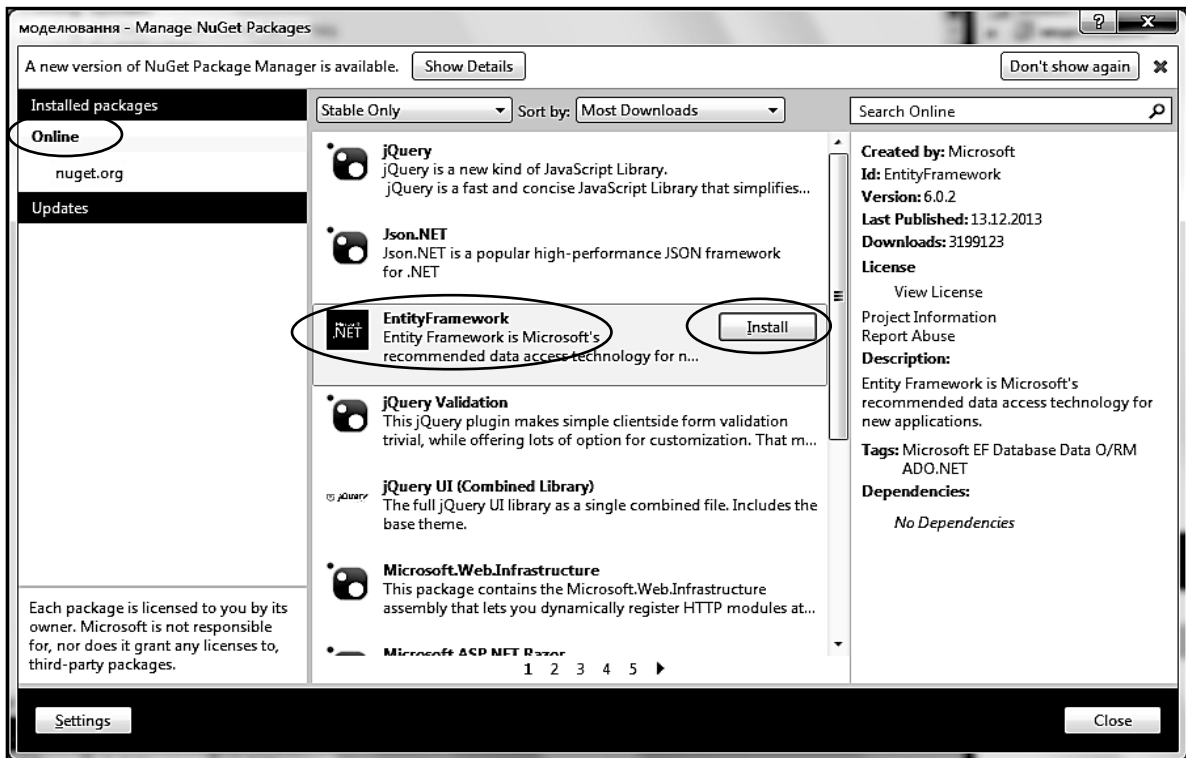 моделювання - Manage NuGet Packages
A new version of NuGet Package Manager is available.
Show Details
Don't show again
Installed packages
Online
nuget.org
Updates
Each package is licensed to you by its
owner. Microsoft is not responsible
for, nor does it grant any licenses to,
third-party packages.
Stable Only
Sort by:
Most Downloads
jQuery
jQuery is a new kind of JavaScript Library.
jQuery is a fast and concise JavaScript Library that simplifies...
Json.NET
Json.NET is a popular high-performance JSON framework
for .NET
Microsoft
.NET
EntityFramework
Entity Framework is Microsoft's
recommended data access technology for n...
Install
jQuery Validation
This jQuery plugin makes simple clientside form validation
trivial, while offering lots of option for customization. That m...
jQuery
jQuery UI (Combined Library)
The full jQuery UI library as a single combined file. Includes the
base theme.
Microsoft.Web.Infrastructure
This package contains the Microsoft.Web.Infrastructure
assembly that lets you dynamically register HTTP modules at...
Microsoft ASP.NET Razor
1 2 3 4 5
Search Online
Created by: Microsoft
Id: EntityFramework
Version: 6.0.2
Last Published: 13.12.2013
Downloads: 3199123
License
View License
Project Information
Report Abuse
Description:
Entity Framework is Microsoft's
recommended data access technology for
new applications.
Tags: Microsoft EF Database Data O/RM
ADO.NET
Dependencies:
No Dependencies
Settings
Close